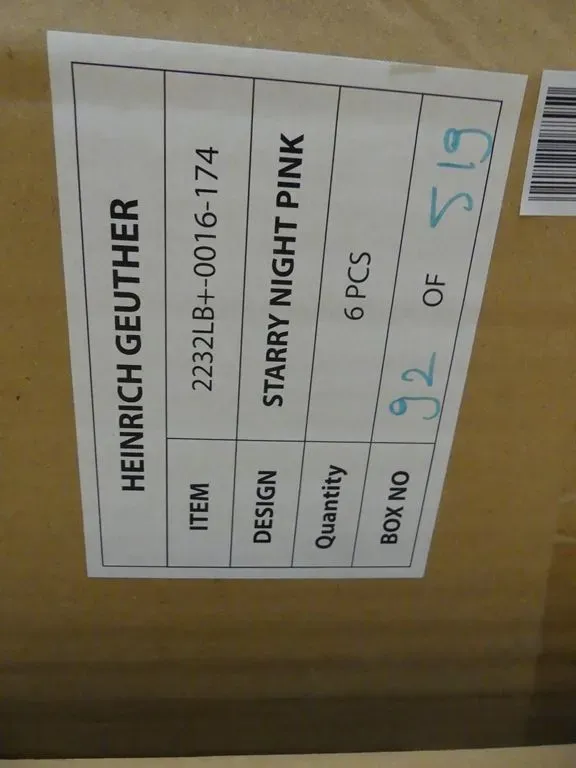 HEINRICH GEUTHER
ITEM 2232LB+-0016-174
DESIGN STARRY NIGHT PINK
Quantity 6 PCS
BOX NO 92 OF 519